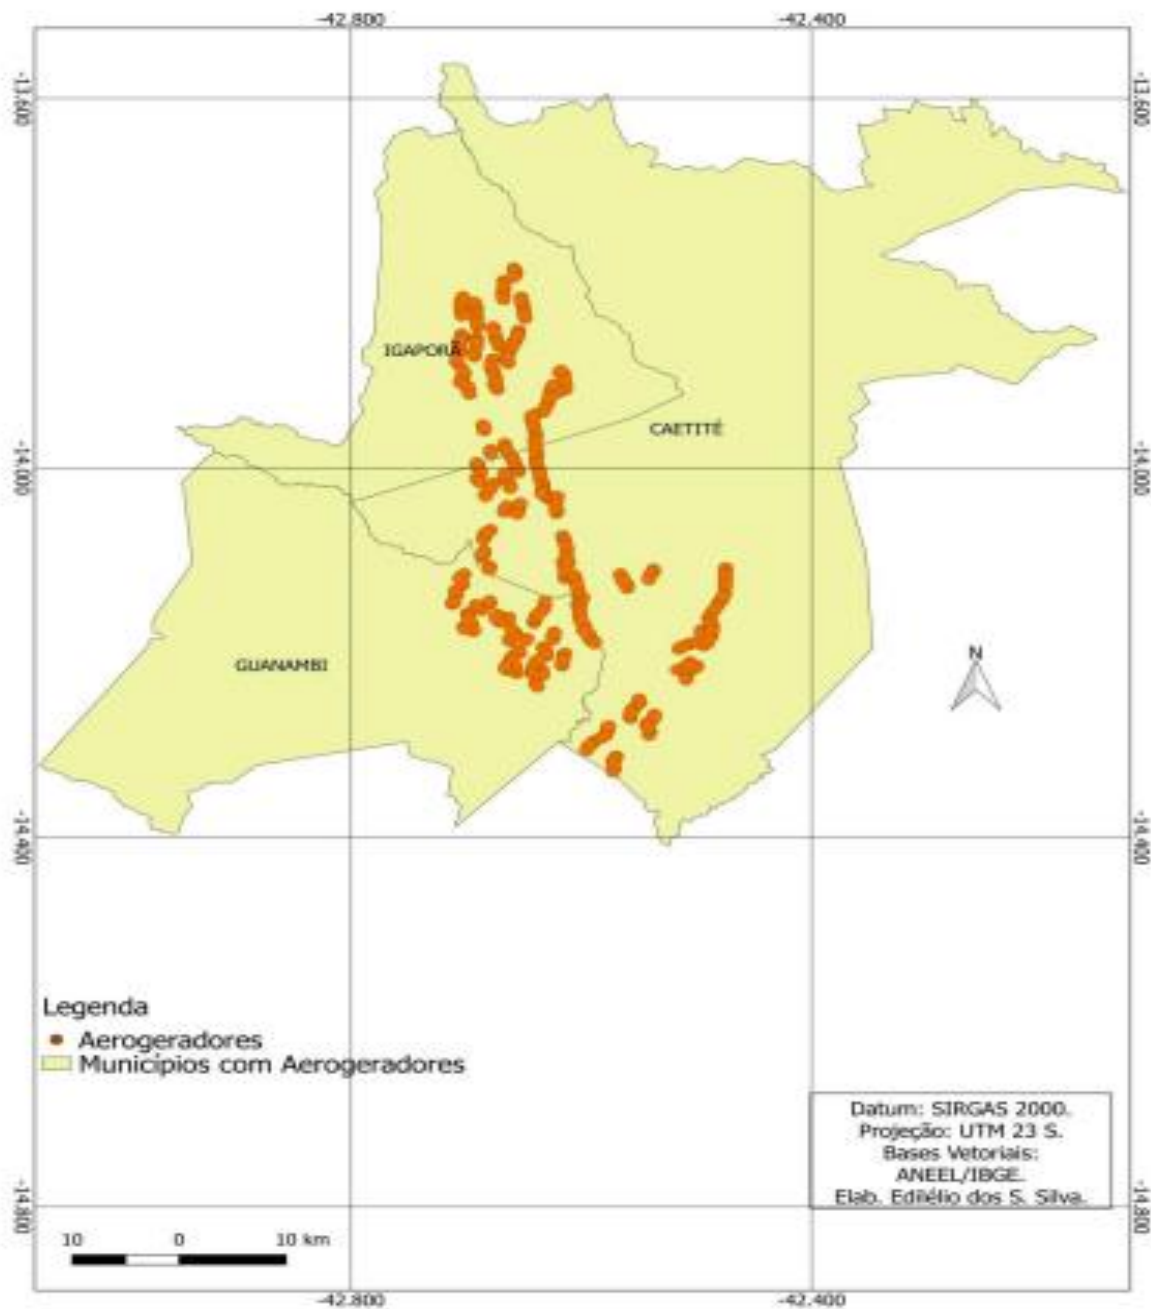 -42.800 -42.400
-13.600 -13.600
IGAPORÃ
CAETITÉ
-14.000 -14.000
GUANAMBI
N
-14.400 -14.400
Legenda
Aerogeradores
Municípios com Aerogeradores
Datum: SIRGAS 2000.
Projeção: UTM 23 S.
Bases Vetoriais:
ANEEL/IBGE.
Elab. Edilélio dos S. Silva.
-14.800 -14.800
10 0 10 km
-42.800 -42.400